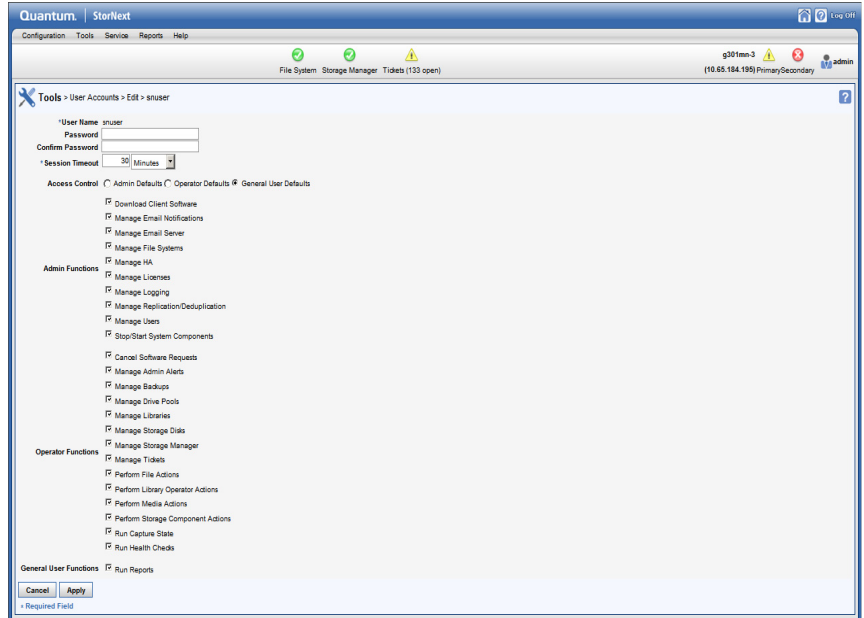 Quantum. | StorNext
Log Off
Configuration Tools Service Reports Help
File System Storage Manager Tickets (133 open)
g301mn-3
(10.65.184.195) Primary Secondary
admin
Tools > User Accounts > Edit > snuser
*User Name snuser
Password
Confirm Password
*Session Timeout 30 Minutes
Access Control Admin Defaults Operator Defaults General User Defaults
Admin Functions
Download Client Software
Manage Email Notifications
Manage Email Server
Manage File Systems
Manage HA
Manage Licenses
Manage Logging
Manage Replication/Deduplication
Manage Users
Stop/Start System Components
Operator Functions
Cancel Software Requests
Manage Admin Alerts
Manage Backups
Manage Drive Pools
Manage Libraries
Manage Storage Disks
Manage Storage Manager
Manage Tickets
Perform File Actions
Perform Library Operator Actions
Perform Media Actions
Perform Storage Component Actions
Run Capture State
Run Health Checks
General User Functions Run Reports
Cancel Apply
* Required Field